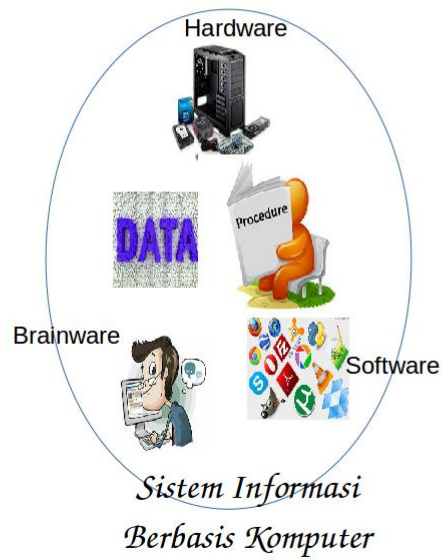 Hardware
DATA
Procedure
Brainware
Software
Sistem Informasi
Berbasis Komputer